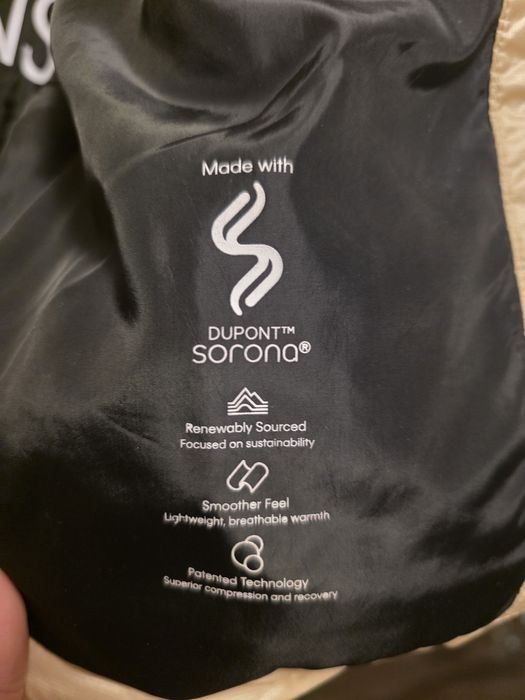 Made with
DUPONT™
sorona®
Renewably Sourced
Focused on sustainability
Smoother Feel
Lightweight, breathable warmth
Patented Technology
Superior compression and recovery